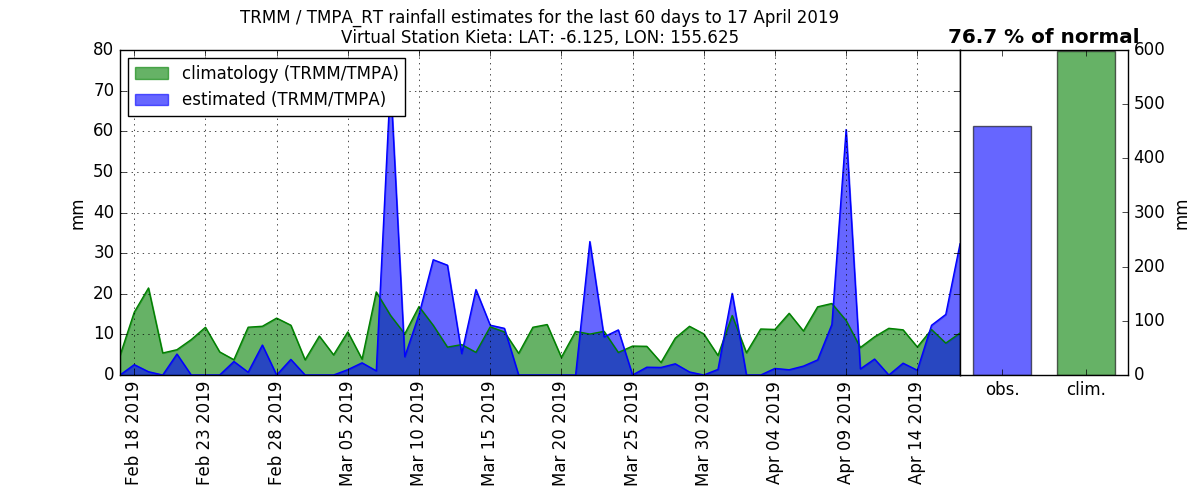 TRMM / TMPA_RT rainfall estimates for the last 60 days to 17 April 2019
Virtual Station Kieta: LAT: -6.125, LON: 155.625
76.7 % of normal
climatology (TRMM/TMPA)
estimated (TRMM/TMPA)
80
70
60
50
40
30
20
10
0
mm
600
500
400
300
200
100
0
mm
Feb 18 2019
Feb 23 2019
Feb 28 2019
Mar 05 2019
Mar 10 2019
Mar 15 2019
Mar 20 2019
Mar 25 2019
Mar 30 2019
Apr 04 2019
Apr 09 2019
Apr 14 2019
obs.
clim.